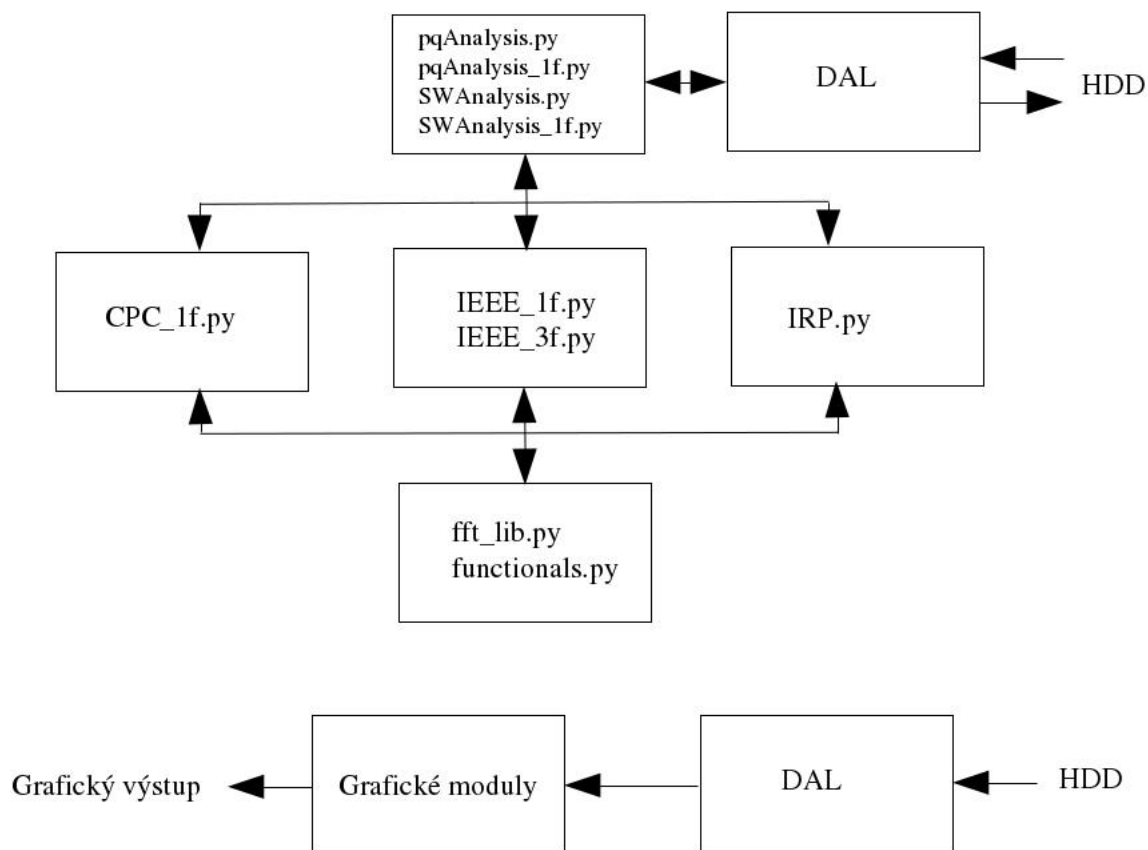 pqAnalysis.py
pqAnalysis_1f.py
SWAnalysis.py
SWAnalysis_1f.py
DAL
HDD
CPC_1f.py
IEEE_1f.py
IEEE_3f.py
IRP.py
fft_lib.py
functionals.py
Grafický výstup
Grafické moduly
DAL
HDD